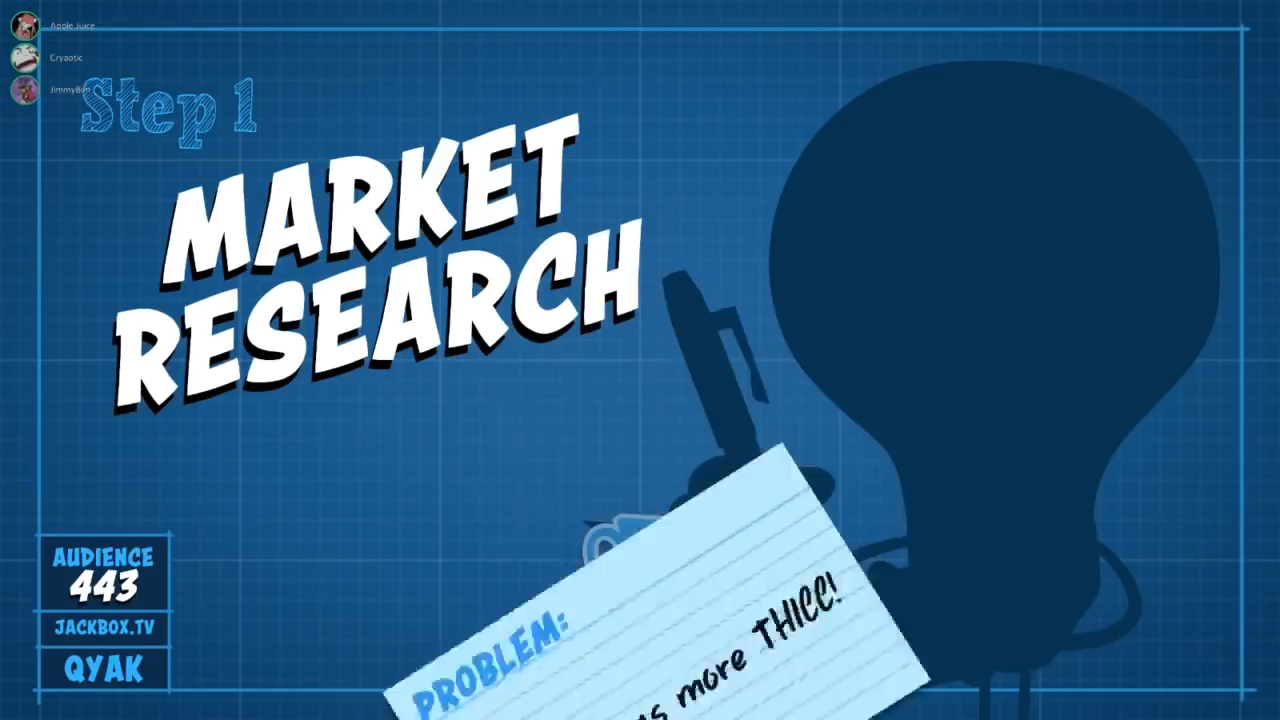 Apple Juice
Cryaotic
JimmyBim
Step 1
MARKET
RESEARCH
AUDIENCE
443
JACKBOX.TV
QYAK
PROBLEM:
more THICC!